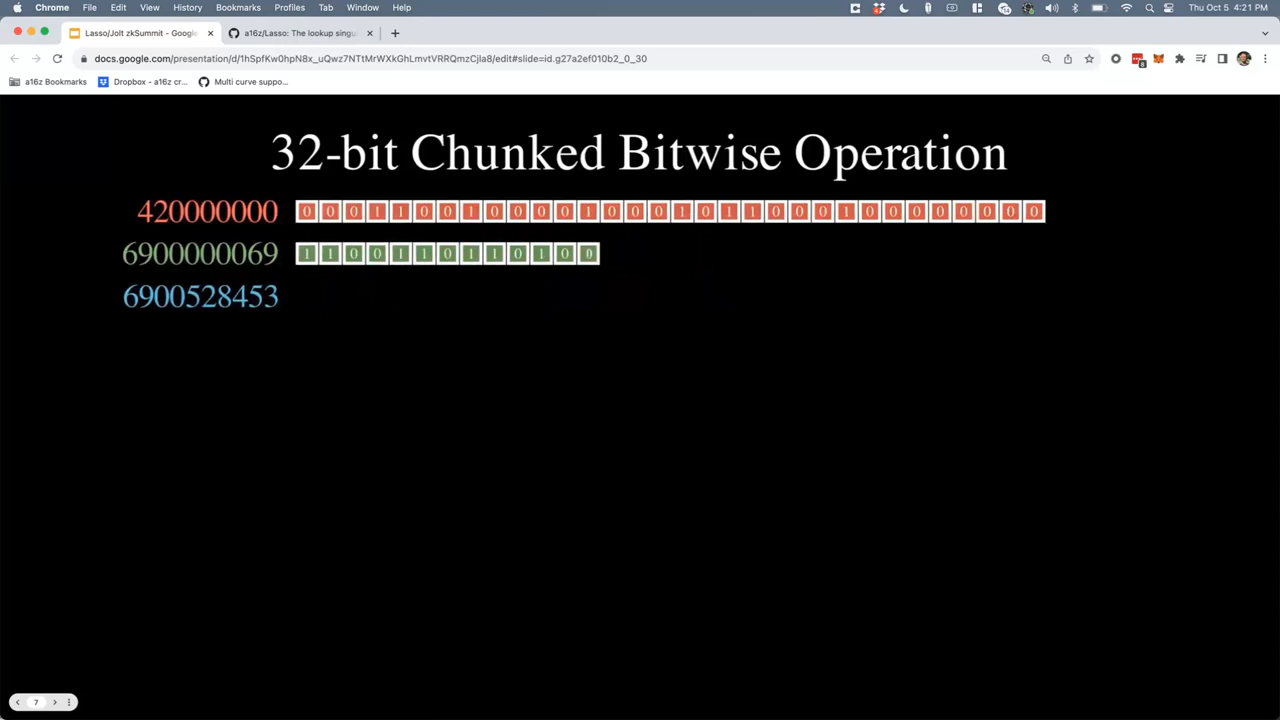 Chrome File Edit View History Bookmarks Profiles Tab Window Help Thu Oct 5 4:21 PM
Lasso/Jolt zkSummit - Google a16z/Lasso: The lookup singu
docs.google.com/presentation/d/1hSpfKw0hpN8x_uQwz7NTtMrWXkGhLmvtVRRQmzCjla8/edit#slide=id.g27a2ef010b2_0_30
a16z Bookmarks Dropbox - a16z cr... Multi curve suppo...
32-bit Chunked Bitwise Operation
420000000 0 0 0 1 1 0 0 1 0 0 0 0 1 0 0 0 1 0 1 1 0 0 0 1 0 0 0 0 0 0 0 0
6900000069 1 1 0 0 1 1 0 1 1 0 1 0 0
6900528453
7